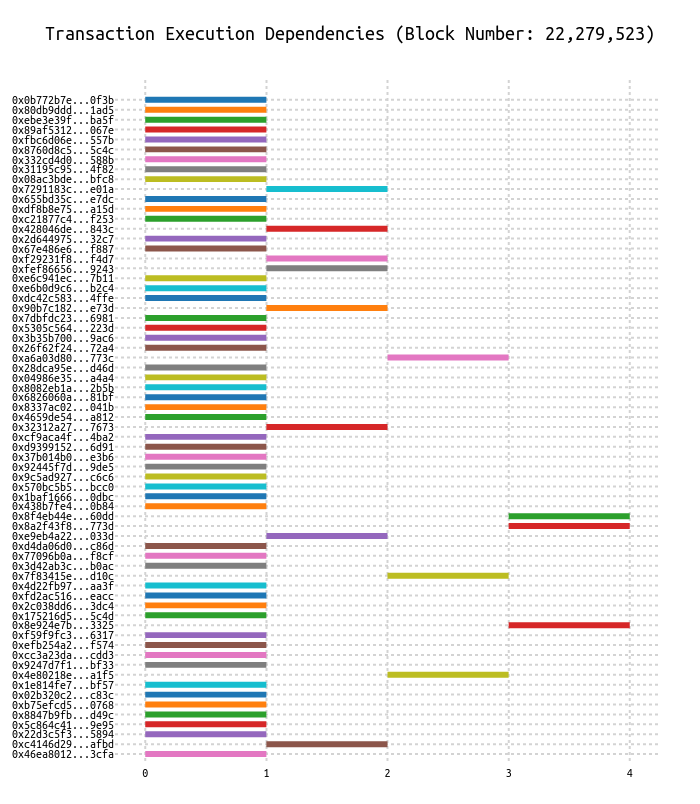 Transaction Execution Dependencies (Block Number: 22,279,523)
0x0b772b7e...0f3b
0x80db9ddd...1ad5
0xebe3e39f...ba5f
0x89af5312...067e
0xfbc6d06e...557b
0x8760d8c5...5c4c
0x332cd4d0...588b
0x31195c95...4f82
0x08ac3bde...bfc8
0x7291183c...e01a
0x655bd35c...e7dc
0xdf8b8e75...a15d
0xc21877c4...f253
0x428046de...843c
0x2d644975...32c7
0x67e486e6...f887
0xf29231f8...f4d7
0xfef86656...9243
0xe6c941ec...7b11
0xe6b0d9c6...b2c4
0xdc42c583...4ffe
0x90b7c182...e73d
0x7dbfdc23...6981
0x5305c564...223d
0x3b35b700...9ac6
0x26f62f24...72a4
0xa6a03d80...773c
0x28dca95e...d46d
0x04986e35...a4a4
0x8082eb1a...2b5b
0x6826060a...81bf
0x8337ac02...041b
0x4659de54...a812
0x32312a27...7673
0xcf9aca4f...4ba2
0xd9399152...6d91
0x37b014b0...e3b6
0x92445f7d...9de5
0x9c5ad927...c6c6
0x570bc5b5...bcc0
0x1baf1666...0dbc
0x438b7fe4...0b84
0x8f4eb44e...60dd
0x8a2f43f8...773d
0xe9eb4a22...033d
0xd4da06d0...c86d
0x77096b0a...f8cf
0x3d42ab3c...b0ac
0x7f83415e...d10c
0x4d22fb97...aa3f
0xfd2ac516...eacc
0x2c038dd6...3dc4
0x175216d5...5c4d
0x8e924e7b...3325
0xf59f9fc3...6317
0xefb254a2...f574
0xcc3a23da...cdd3
0x9247d7f1...bf33
0x4e80218e...a1f5
0x1e814fe7...bf57
0x02b320c2...c83c
0xb75efcd5...0768
0x8847b9fb...d49c
0x5c864c41...9e95
0x22d3c5f3...5894
0xc4146d29...afbd
0x46ea8012...3cfa
0 1 2 3 4